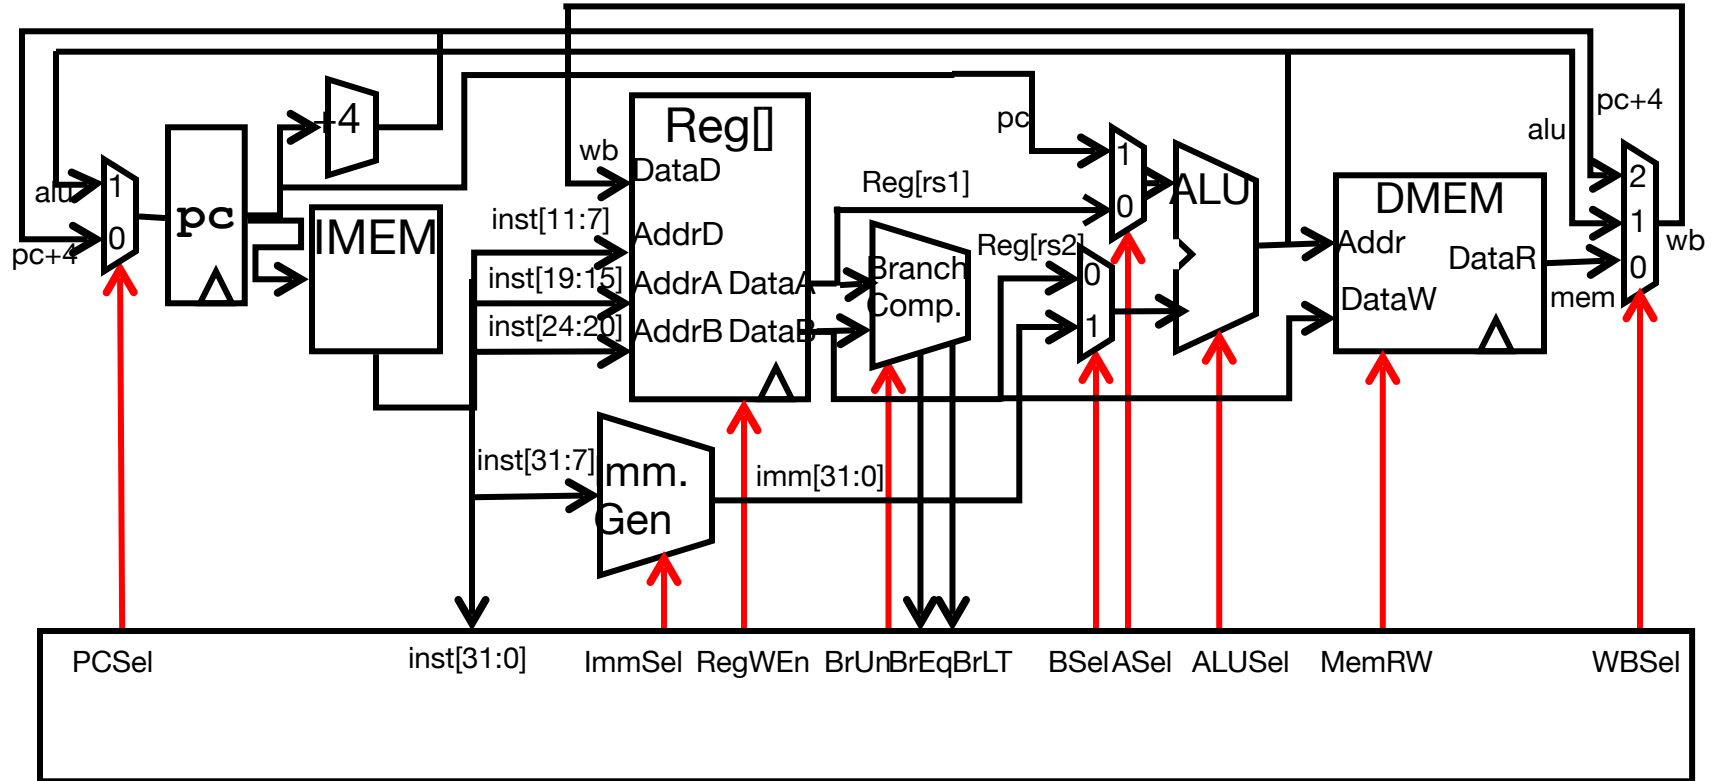 pc+4
alu
+4
pc
Reg[]
wb
DataD
1
alu
pc
0
pc+4
IMEM
inst[11:7]
AddrD
inst[19:15]
AddrA DataA
inst[24:20]
AddrB DataB
Reg[rs1]
Reg[rs2]
Branch
Comp.
1
0
0
1
ALU
DMEM
Addr
DataR
DataW
mem
2
1
0
wb
inst[31:7]
mm.
Gen
imm[31:0]
PCSel
inst[31:0]
ImmSel
RegWEn
BrUn
BrEq
BrLT
BSel
ASel
ALUSel
MemRW
WBSel